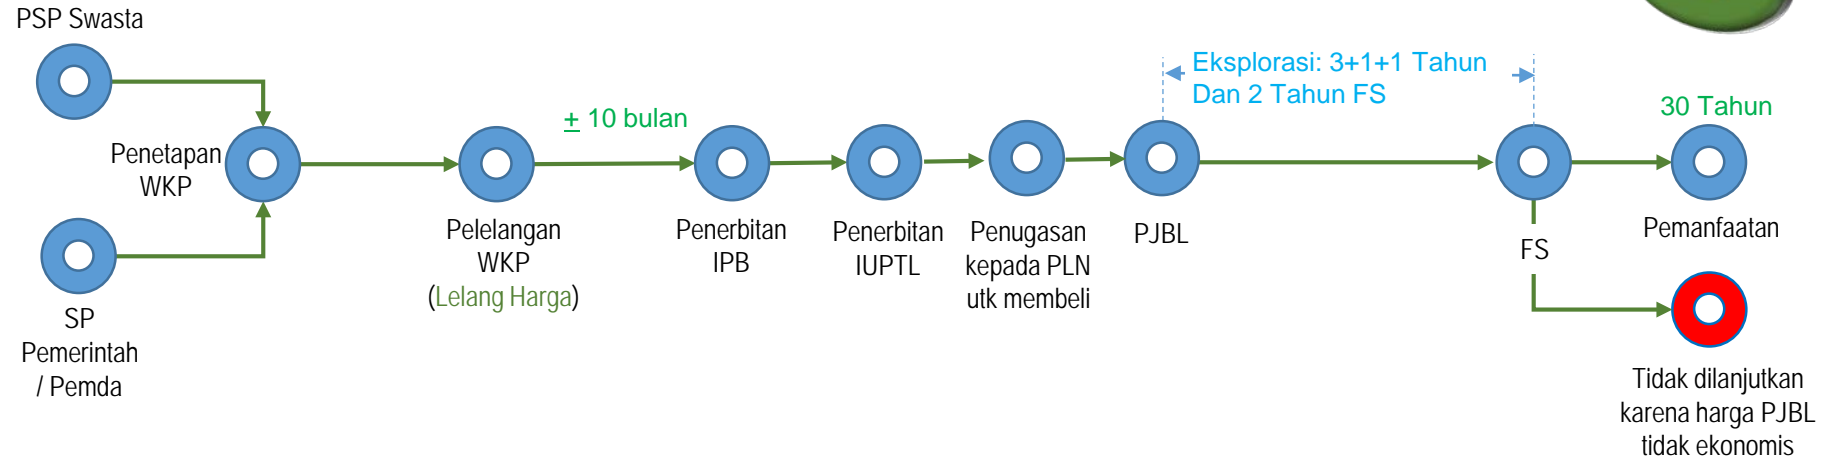 PSP Swasta
Penetapan
WKP
SP
Pemerintah
/ Pemda
Pelelangan
WKP
(Lelang Harga)
± 10 bulan
Penerbitan
IPB
Penerbitan
IUPTL
Penugasan
kepada PLN
utk membeli
PJBL
Eksplorasi: 3+1+1 Tahun
Dan 2 Tahun FS
FS
30 Tahun
Pemanfaatan
Tidak dilanjutkan
karena harga PJBL
tidak ekonomis